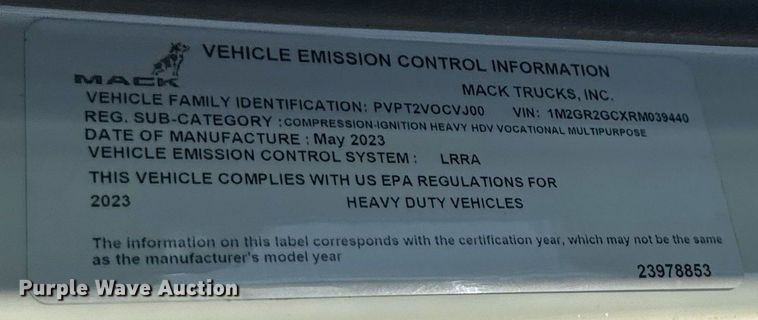 VEHICLE EMISSION CONTROL INFORMATION
MACK
MACK TRUCKS, INC.
VEHICLE FAMILY IDENTIFICATION: PVPT2VOCVJ00 VIN: 1M2GR2GCXRM039440
REG. SUB-CATEGORY : COMPRESSION-IGNITION HEAVY HDV VOCATIONAL MULTIPURPOSE
DATE OF MANUFACTURE : May 2023
VEHICLE EMISSION CONTROL SYSTEM : LRRA
THIS VEHICLE COMPLIES WITH US EPA REGULATIONS FOR
2023 HEAVY DUTY VEHICLES
The information on this label corresponds with the certification year, which may not be the same
as the manufacturer's model year
23978853
Purple Wave Auction